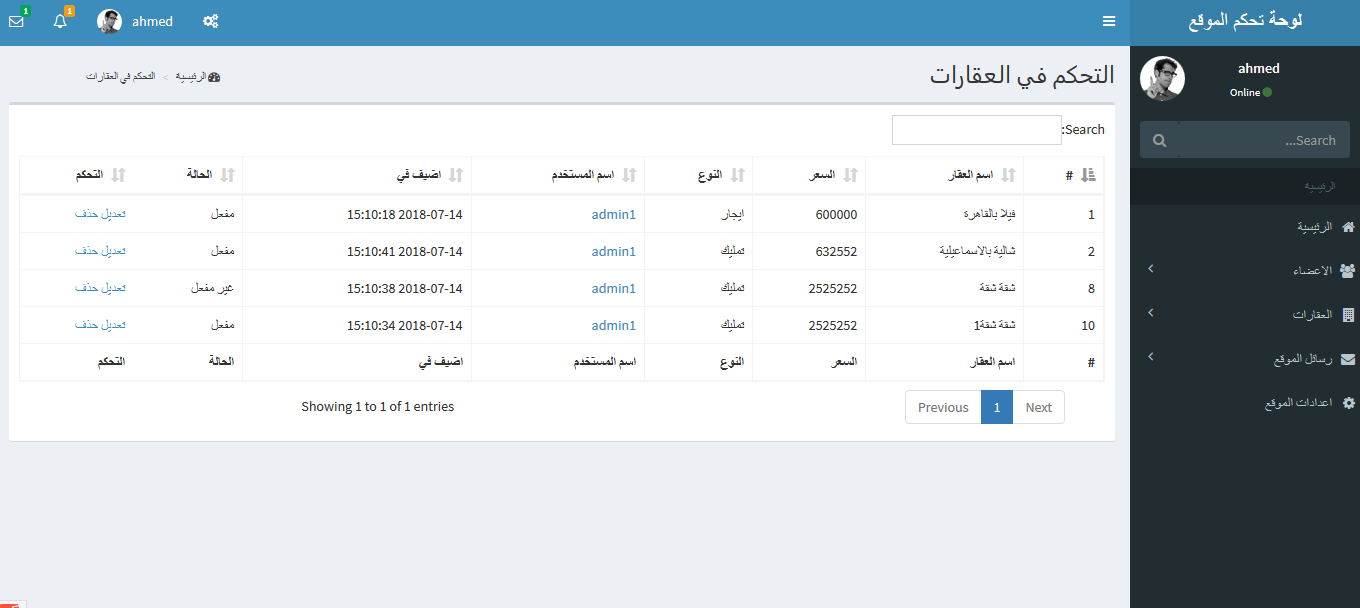 لوحة تحكم الموقع
1
1
ahmed
ahmed
Online
Search...
الرئيسية
الرئيسية
الاعضاء
العقارات
رسائل الموقع
اعدادات الموقع
التحكم في العقارات
الرئيسية > التحكم في العقارات
Search:
# اسم العقار السعر النوع اسم المستخدم اضيف في الحالة التحكم
1 فيلا بالقاهرة 600000 ايجار admin1 2018-07-14 15:10:18 مفعل تعديل حذف
2 شالية بالاسماعيلية 632552 تمليك admin1 2018-07-14 15:10:41 مفعل تعديل حذف
8 شقة شقة 2525252 تمليك admin1 2018-07-14 15:10:38 غير مفعل تعديل حذف
10 شقة شقة1 2525252 تمليك admin1 2018-07-14 15:10:34 مفعل تعديل حذف
# اسم العقار السعر النوع اسم المستخدم اضيف في الحالة التحكم
Previous 1 Next
Showing 1 to 1 of 1 entries